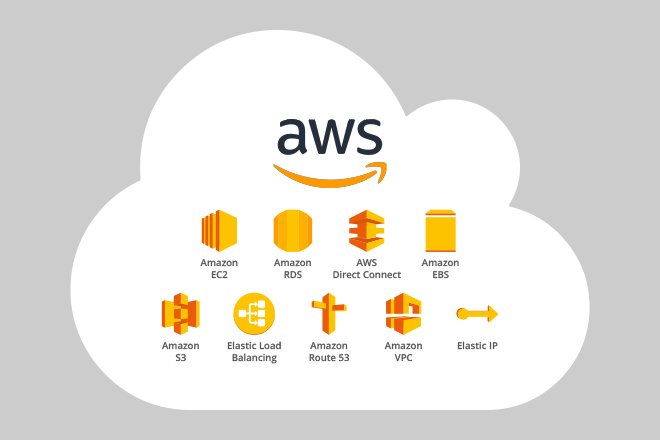 aws
Amazon
EC2
Amazon
RDS
AWS
Direct Connect
Amazon
EBS
Amazon
S3
Elastic Load
Balancing
Amazon
Route 53
Amazon
VPC
Elastic IP